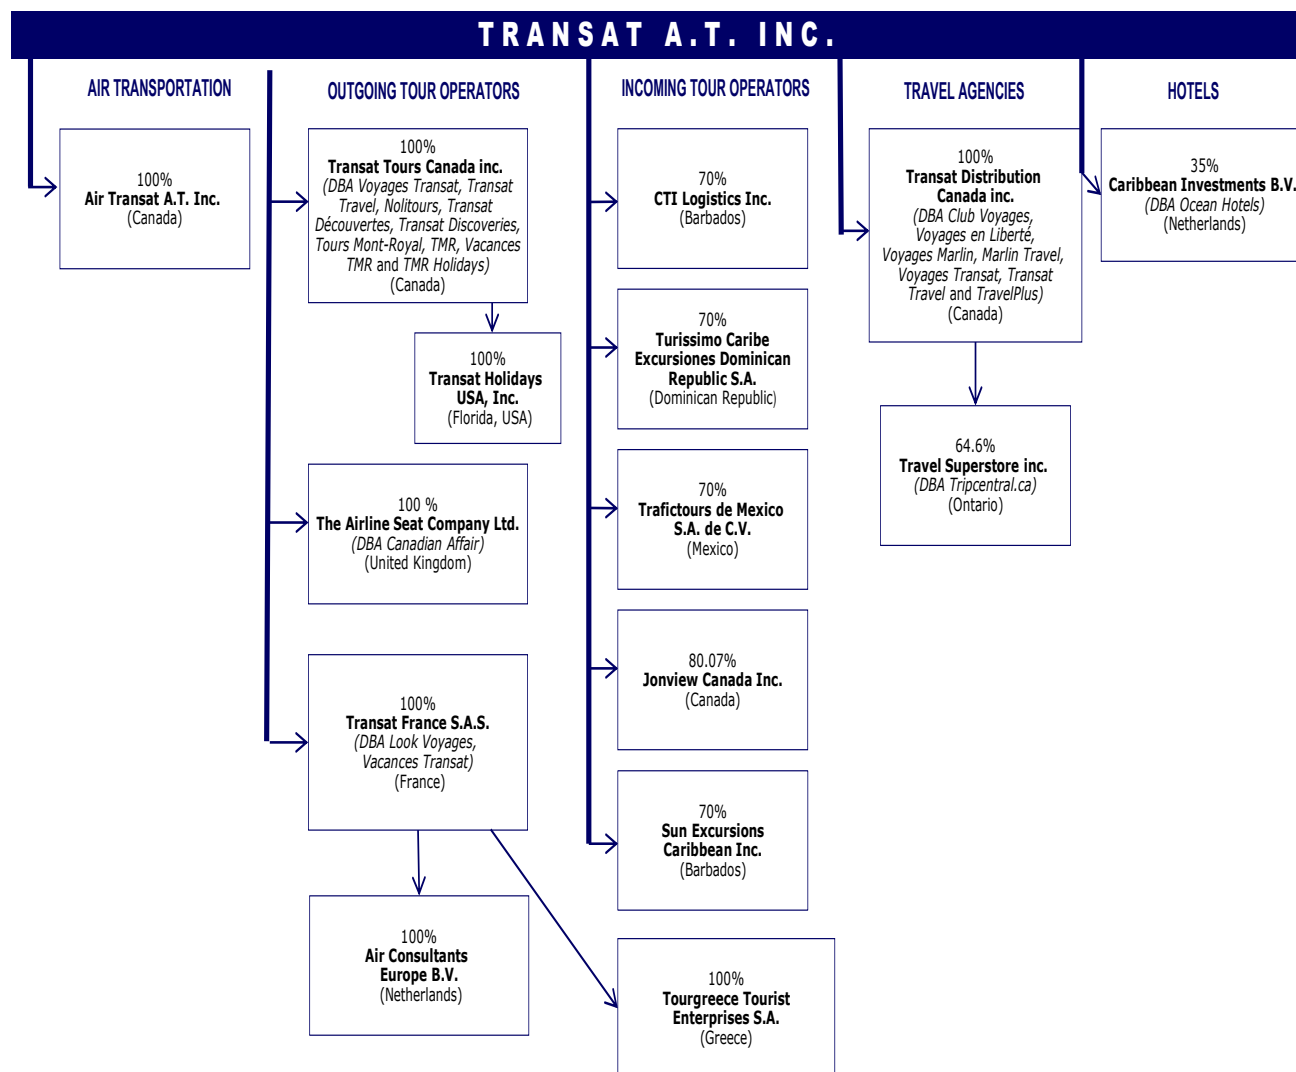 TRANSAT A.T. INC.
AIR TRANSPORTATION
100%
Air Transat A.T. Inc.
(Canada)
OUTGOING TOUR OPERATORS
100%
Transat Tours Canada inc.
(DBA Voyages Transat, Transat
Travel, Nolitours, Transat
Découvertes, Transat Discoveries,
Tours Mont-Royal, TMR, Vacances
TMR and TMR Holidays)
(Canada)
100%
Transat Holidays
USA, Inc.
(Florida, USA)
100 %
The Airline Seat Company Ltd.
(DBA Canadian Affair)
(United Kingdom)
100%
Transat France S.A.S.
(DBA Look Voyages,
Vacances Transat)
(France)
100%
Air Consultants
Europe B.V.
(Netherlands)
INCOMING TOUR OPERATORS
70%
CTI Logistics Inc.
(Barbados)
70%
Turissimo Caribe
Excursiones Dominican
Republic S.A.
(Dominican Republic)
70%
Trafictours de Mexico
S.A. de C.V.
(Mexico)
80.07%
Jonview Canada Inc.
(Canada)
70%
Sun Excursions
Caribbean Inc.
(Barbados)
100%
Tourgreece Tourist
Enterprises S.A.
(Greece)
TRAVEL AGENCIES
100%
Transat Distribution
Canada inc.
(DBA Club Voyages,
Voyages en Liberté,
Voyages Marlin, Marlin Travel,
Voyages Transat, Transat
Travel and TravelPlus)
(Canada)
64.6%
Travel Superstore inc.
(DBA Tripcentral.ca)
(Ontario)
HOTELS
35%
Caribbean Investments B.V.
(DBA Ocean Hotels)
(Netherlands)